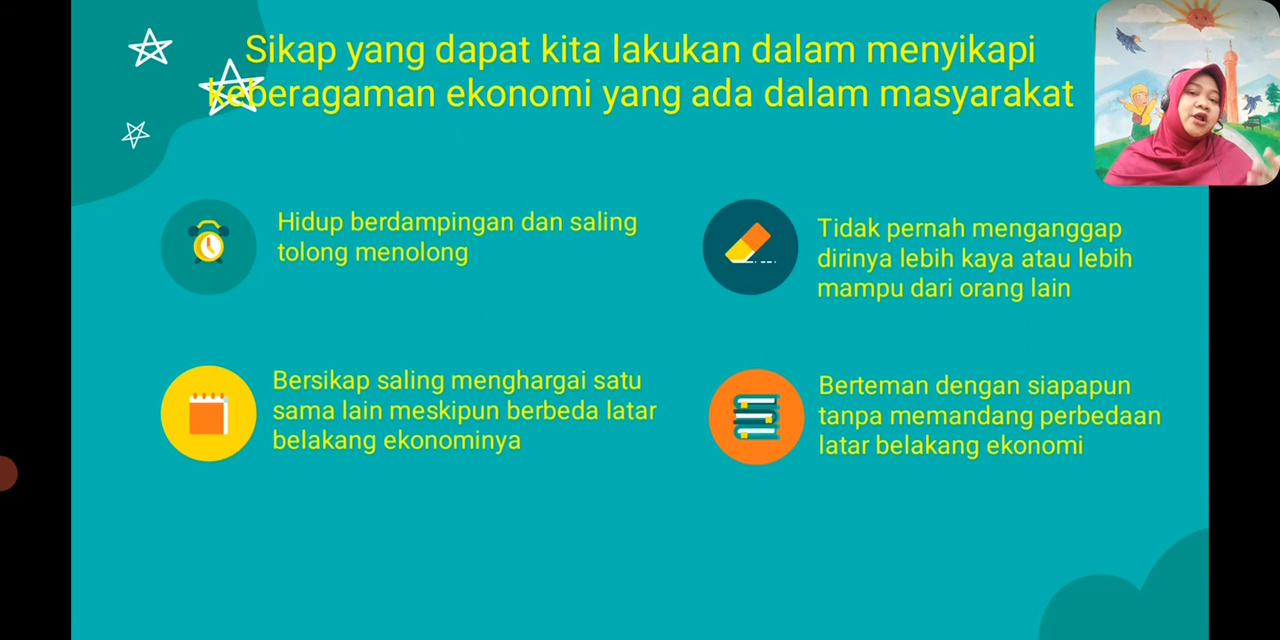 Sikap yang dapat kita lakukan dalam menyikapi
keberagaman ekonomi yang ada dalam masyarakat
Hidup berdampingan dan saling
tolong menolong
Tidak pernah menganggap
dirinya lebih kaya atau lebih
mampu dari orang lain
Bersikap saling menghargai satu
sama lain meskipun berbeda latar
belakang ekonominya
Berteman dengan siapapun
tanpa memandang perbedaan
latar belakang ekonomi